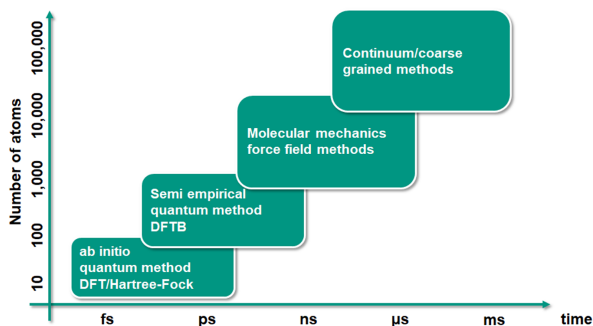 Number of atoms
100,000
10,000
1,000
100
10
Continuum/coarse
grained methods
Molecular mechanics
force field methods
Semi empirical
quantum method
DFTB
ab initio
quantum method
DFT/Hartree-Fock
fs ps ns µs ms time